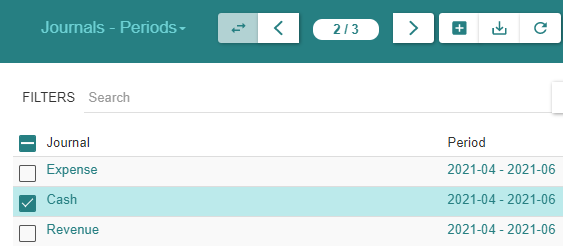 Journals - Periods
2 / 3
FILTERS Search
Journal Period
Expense 2021-04 - 2021-06
Cash 2021-04 - 2021-06
Revenue 2021-04 - 2021-06